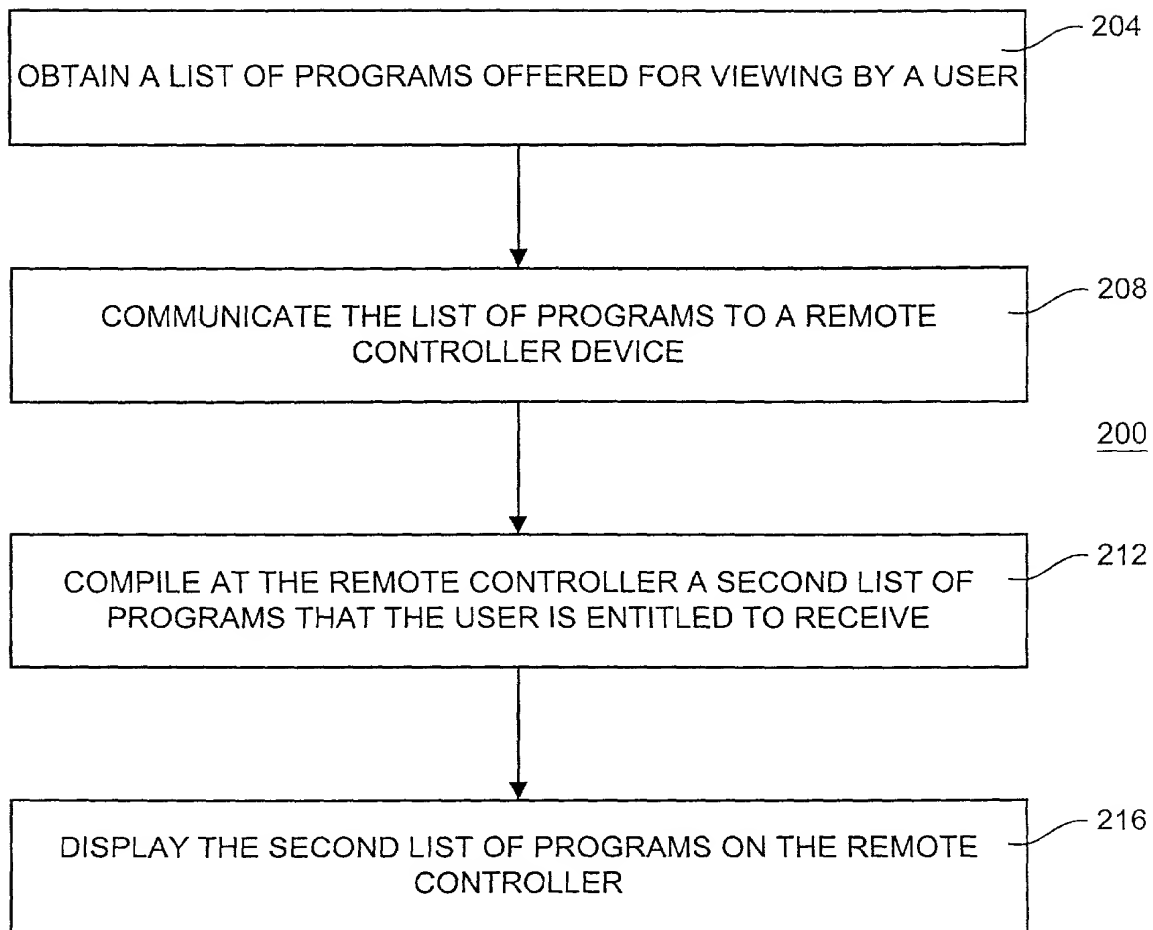 204
OBTAIN A LIST OF PROGRAMS OFFERED FOR VIEWING BY A USER
208
COMMUNICATE THE LIST OF PROGRAMS TO A REMOTE
CONTROLLER DEVICE
200
212
COMPILE AT THE REMOTE CONTROLLER A SECOND LIST OF
PROGRAMS THAT THE USER IS ENTITLED TO RECEIVE
216
DISPLAY THE SECOND LIST OF PROGRAMS ON THE REMOTE
CONTROLLER